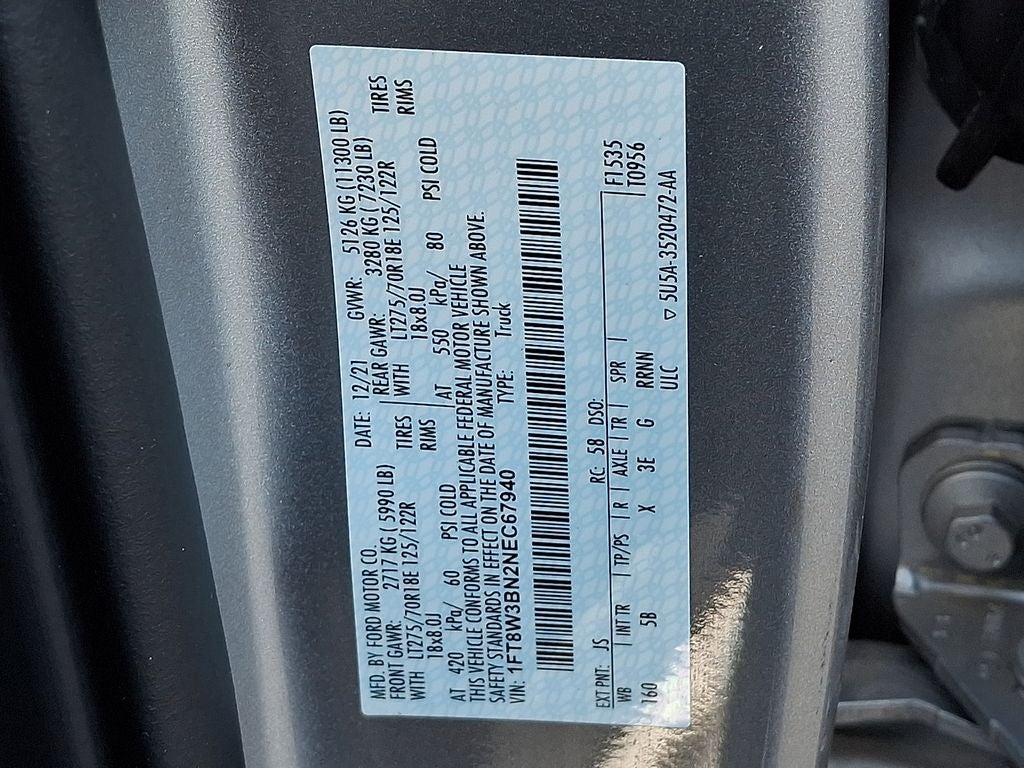 MFD. BY FORD MOTOR CO. DATE: 12/21 GVWR: 5126 KG (11300 LB)
FRONT GAWR: 2717 KG ( 5990 LB) REAR GAWR: 3280 KG ( 7230 LB)
WITH LT275/70R18E 125/122R TIRES WITH LT275/70R18E 125/122R TIRES
18x8.0J RIMS 18x8.0J RIMS
AT 420 kPa/ 60 PSI COLD AT 550 kPa/ 80 PSI COLD
THIS VEHICLE CONFORMS TO ALL APPLICABLE FEDERAL MOTOR VEHICLE
SAFETY STANDARDS IN EFFECT ON THE DATE OF MANUFACTURE SHOWN ABOVE.
VIN: 1FT8W3BN2NEC67940 TYPE: Truck
EXT PNT: JS RC: 58 DSO: F1535
WB | INT TR | TP/PS | R | AXLE | TR | SPR | T0956
160 5B X 3E G RRNN
ULC ▽ 5U5A-3520472-AA